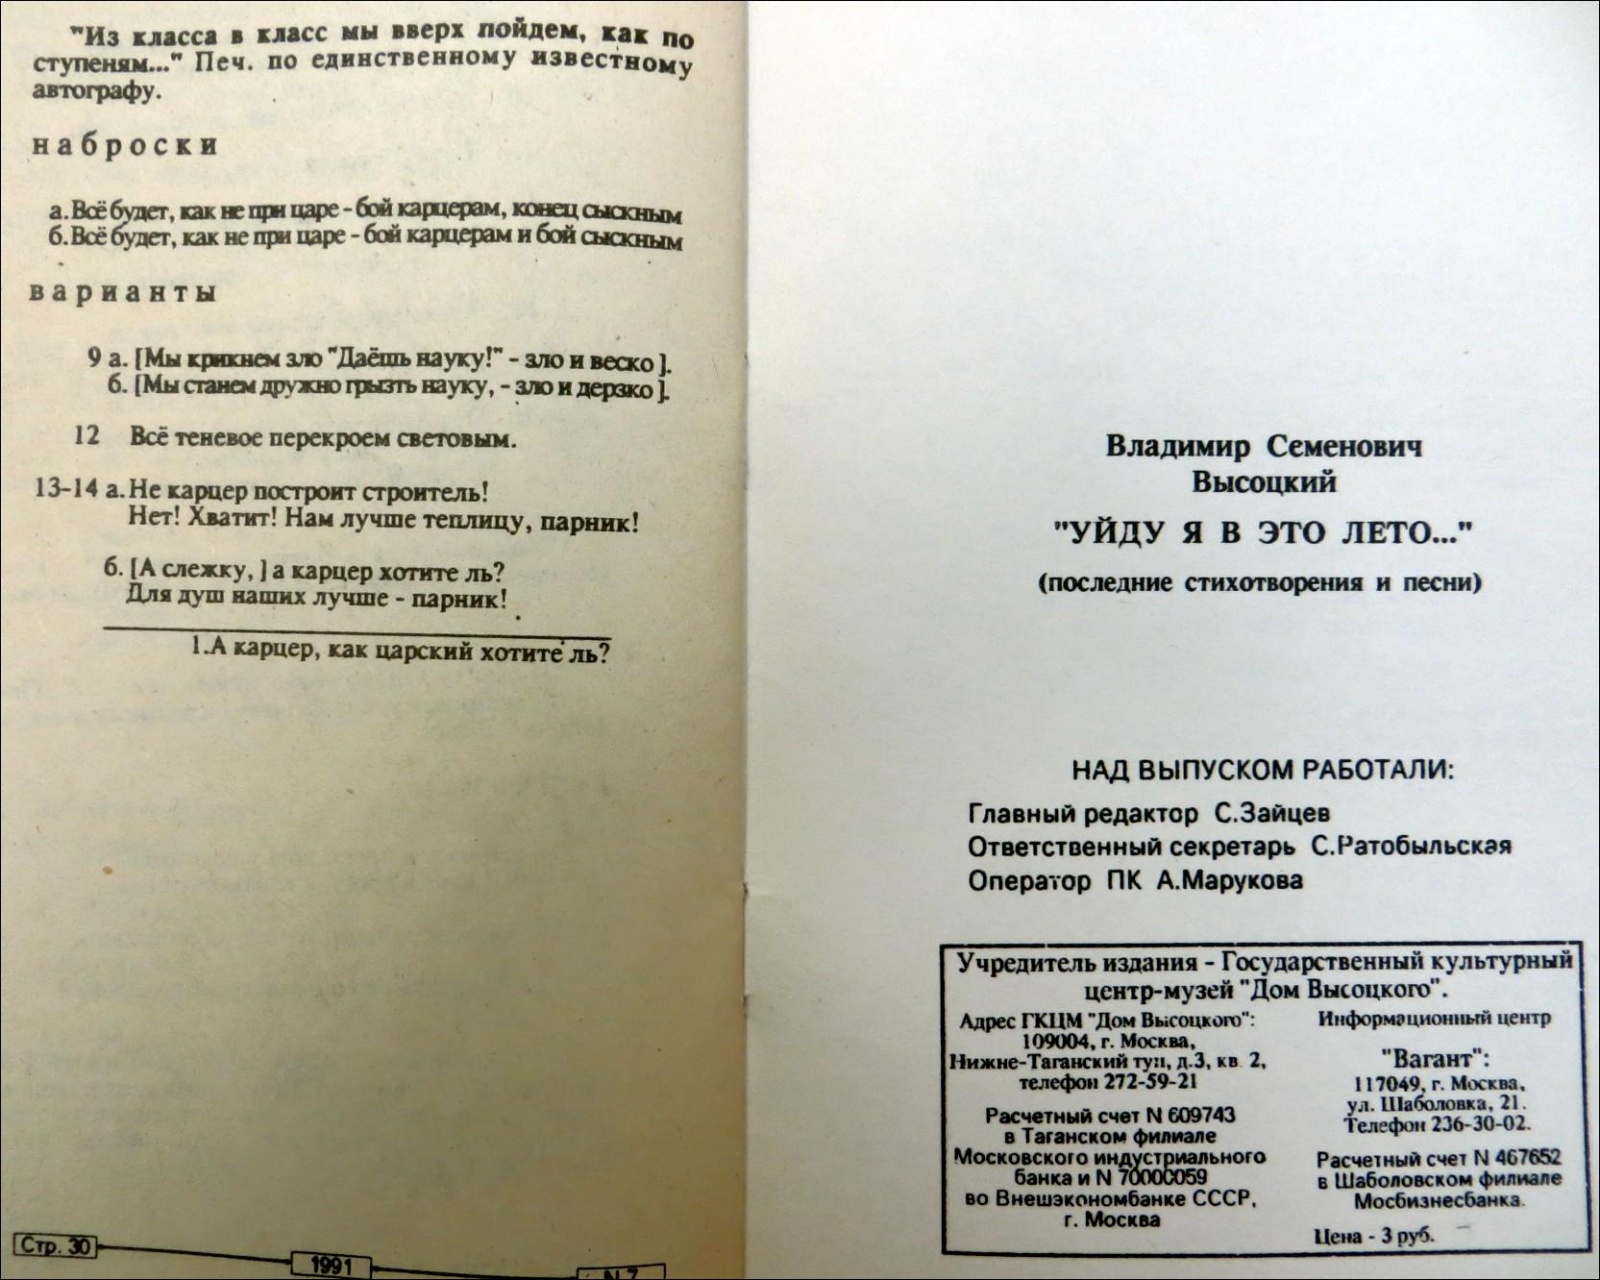 "Из класса в класс мы вверх пойдем, как по
ступеням..." Печ. по единственному известному
автографу.
наброски
а.Всё будет, как не при царе - бой карцерам, конец сыскным
б.Всё будет, как не при царе - бой карцерам и бой сыскным
варианты
9 а. [Мы крикнем зло "Даёшь науку!" - зло и веско ].
б. [Мы станем дружно грызть науку, - зло и дерзко ].
12 Всё теневое перекроем световым.
13-14 а.Не карцер построит строитель!
Нет! Хватит! Нам лучше теплицу, парник!
б. [А слежку, ] а карцер хотите ль?
Для душ наших лучше - парник!
1.А карцер, как царский хотите ль?
Стр. 30
1991
N 7
Владимир Семенович
Высоцкий
"УЙДУ Я В ЭТО ЛЕТО..."
(последние стихотворения и песни)
НАД ВЫПУСКОМ РАБОТАЛИ:
Главный редактор С.Зайцев
Ответственный секретарь С.Ратобыльская
Оператор ПК А.Марукова
Учредитель издания - Государственный культурный
центр-музей "Дом Высоцкого".
Адрес ГКЦМ "Дом Высоцкого":
109004, г. Москва,
Нижне-Таганский туп, д.3, кв 2,
телефон 272-59-21
Расчетный счет N 609743
в Таганском филиале
Московского индустриального
банка и N 70000059
во Внешэкономбанке СССР,
г. Москва
Информационный центр
"Вагант":
117049, г. Москва,
ул. Шаболовка, 21.
Телефон 236-30-02.
Расчетный счет N 467652
в Шаболовском филиале
Мосбизнесбанка.
Цена - 3 руб.